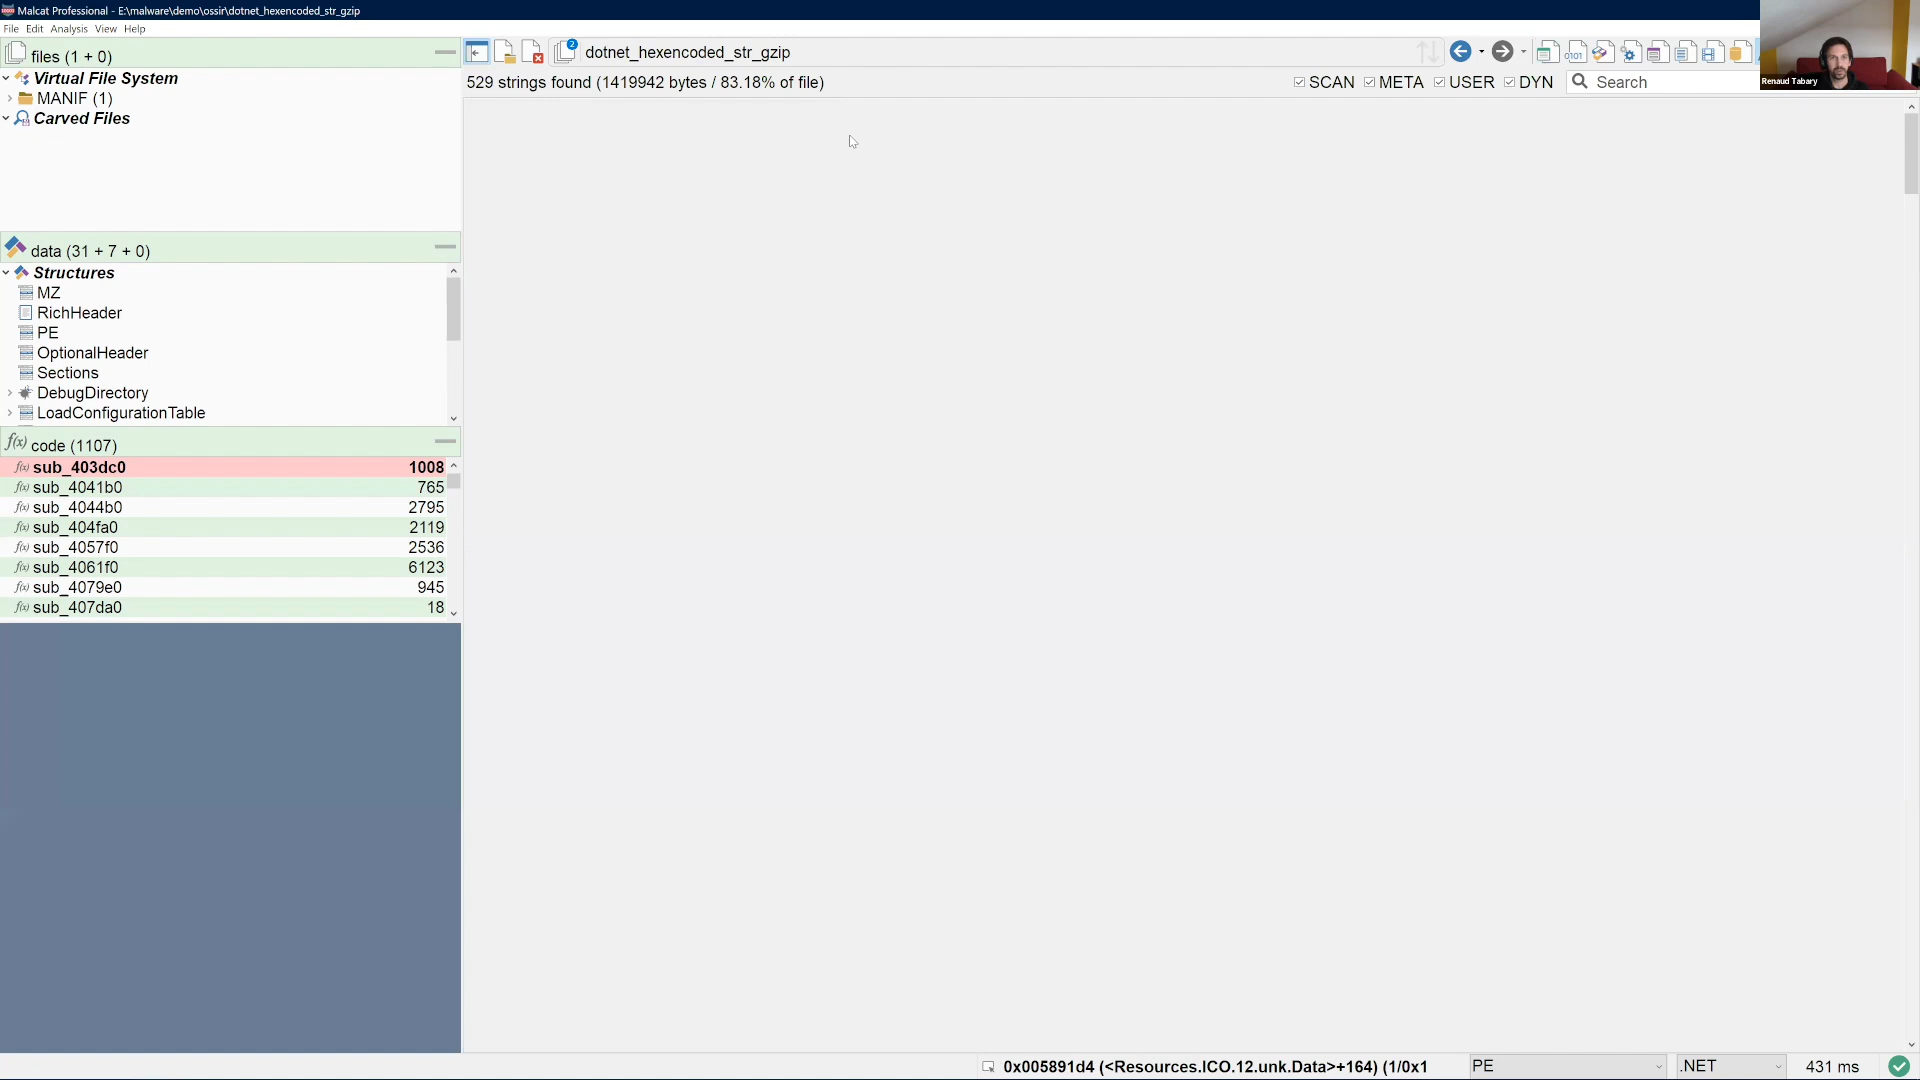 Malcat Professional - E:\malware\demo\ossir\dotnet_hexencoded_str_gzip
File Edit Analysis View Help
files (1 + 0)
Virtual File System
MANIF (1)
Carved Files
data (31 + 7 + 0)
Structures
MZ
RichHeader
PE
OptionalHeader
Sections
DebugDirectory
LoadConfigurationTable
f(x) code (1107)
f(x) sub_403dc0 1008
f(x) sub_4041b0 765
f(x) sub_4044b0 2795
f(x) sub_404fa0 2119
f(x) sub_4057f0 2536
f(x) sub_4061f0 6123
f(x) sub_4079e0 945
f(x) sub_407da0 18
2 dotnet_hexencoded_str_gzip
529 strings found (1419942 bytes / 83.18% of file)
SCAN META USER DYN Search
Renaud Tabary
0x005891d4 (<Resources.ICO.12.unk.Data>+164) (1/0x1
PE .NET 431 ms